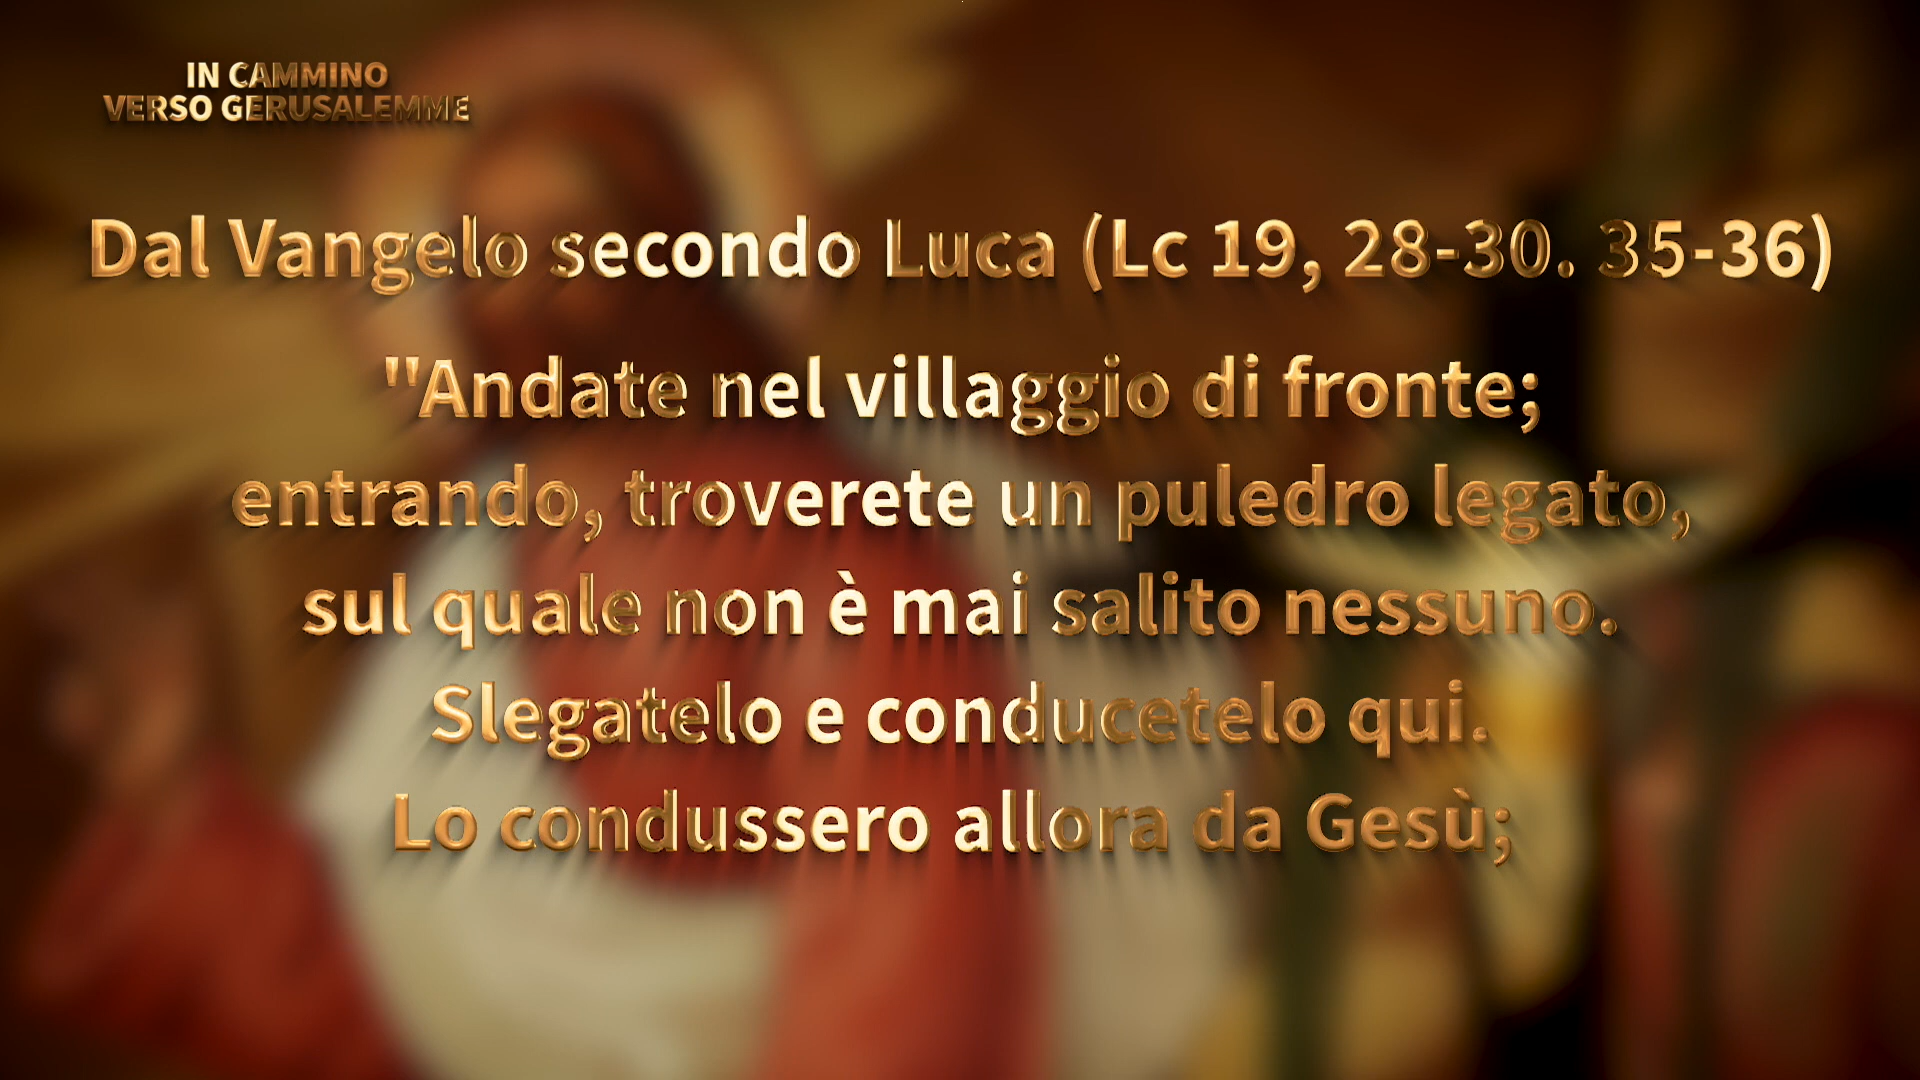 IN CAMMINO
VERSO GERUSALEMME
Dal Vangelo secondo Luca (Lc 19, 28-30. 35-36)
"Andate nel villaggio di fronte;
entrando, troverete un puledro legato,
sul quale non è mai salito nessuno.
Slegatelo e conducetelo qui.
Lo condussero allora da Gesù;